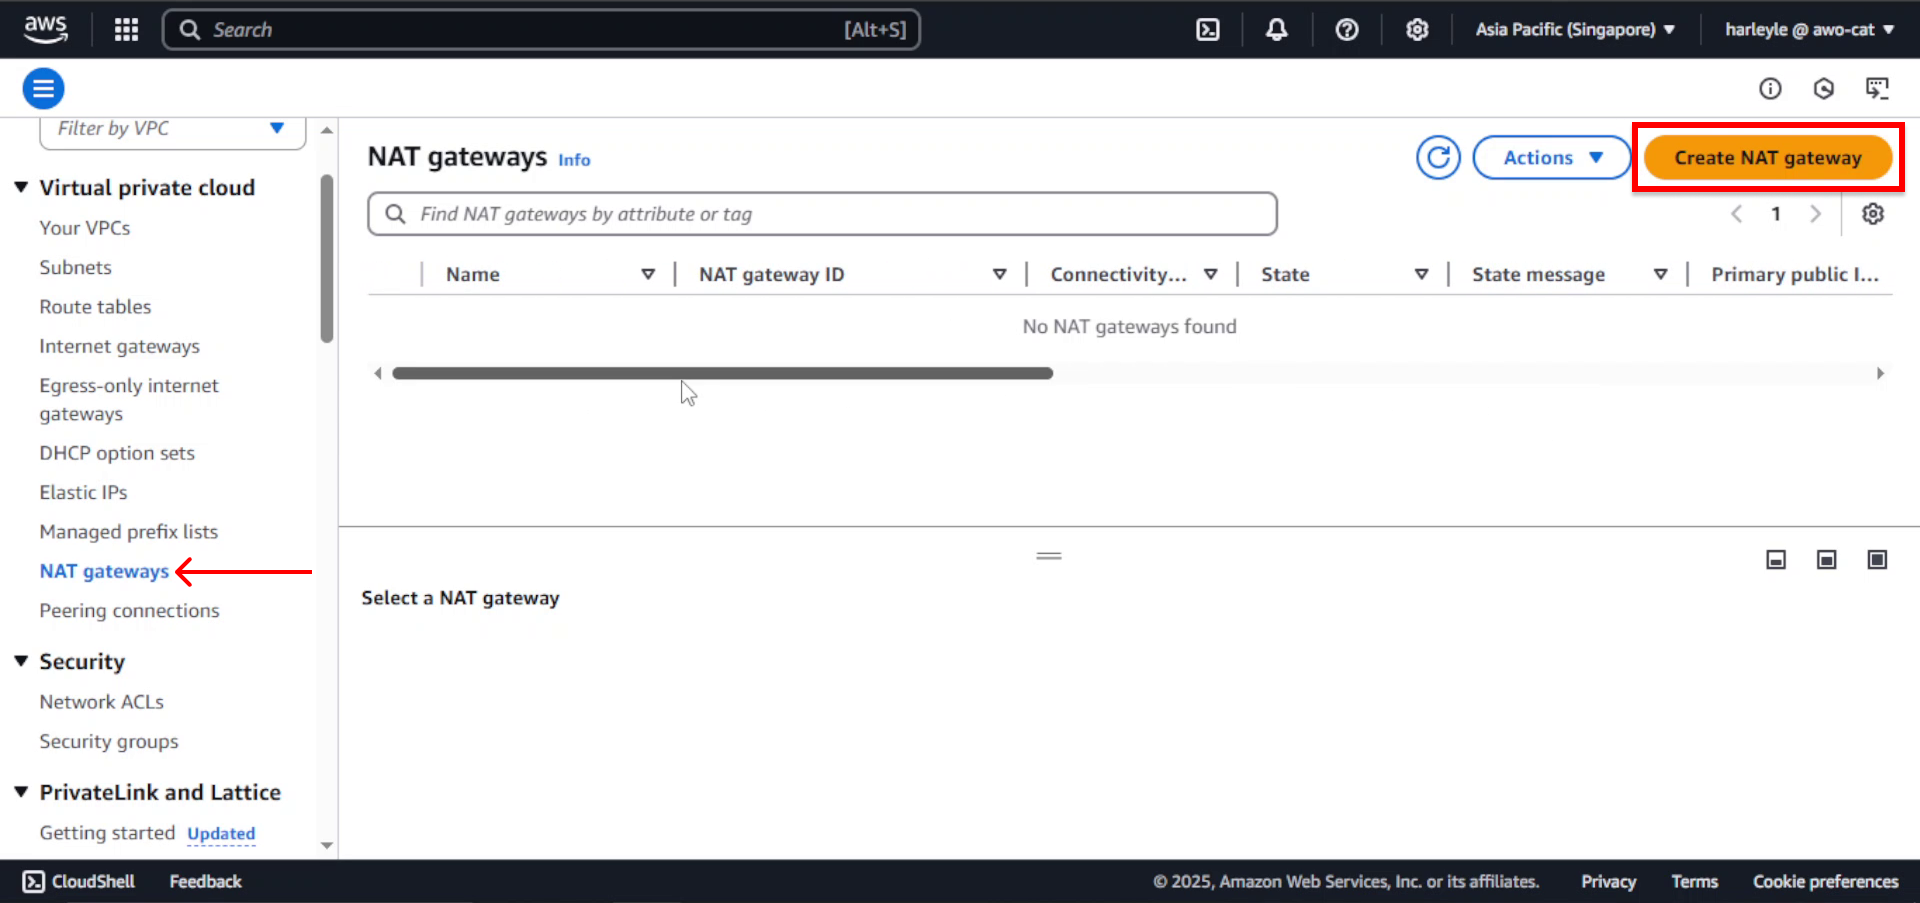 aws
Search
[Alt+S]
Asia Pacific (Singapore)
harleyle @ awo-cat
Filter by VPC
Virtual private cloud
Your VPCs
Subnets
Route tables
Internet gateways
Egress-only internet
gateways
DHCP option sets
Elastic IPs
Managed prefix lists
NAT gateways
Peering connections
Security
Network ACLs
Security groups
PrivateLink and Lattice
Getting started Updated
NAT gateways Info
Actions
Create NAT gateway
Find NAT gateways by attribute or tag
1
Name
NAT gateway ID
Connectivity...
State
State message
Primary public I...
No NAT gateways found
Select a NAT gateway
CloudShell
Feedback
© 2025, Amazon Web Services, Inc. or its affiliates.
Privacy
Terms
Cookie preferences